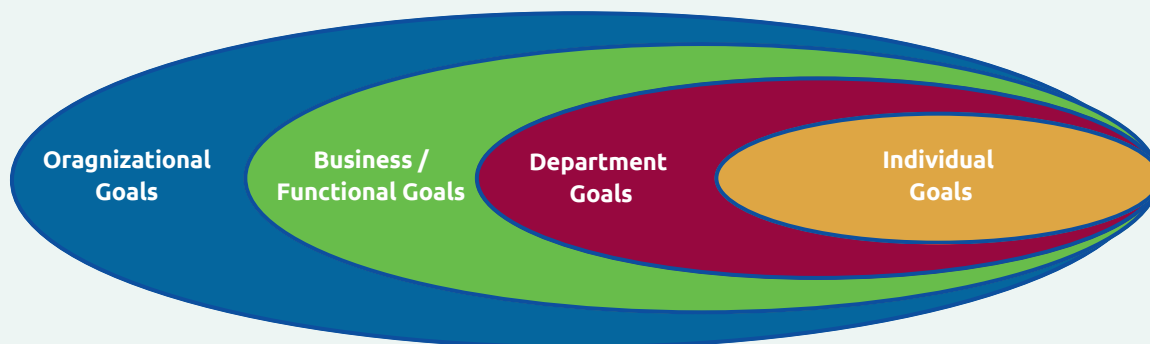 Oragnizational
Goals
Business /
Functional Goals
Department
Goals
Individual
Goals